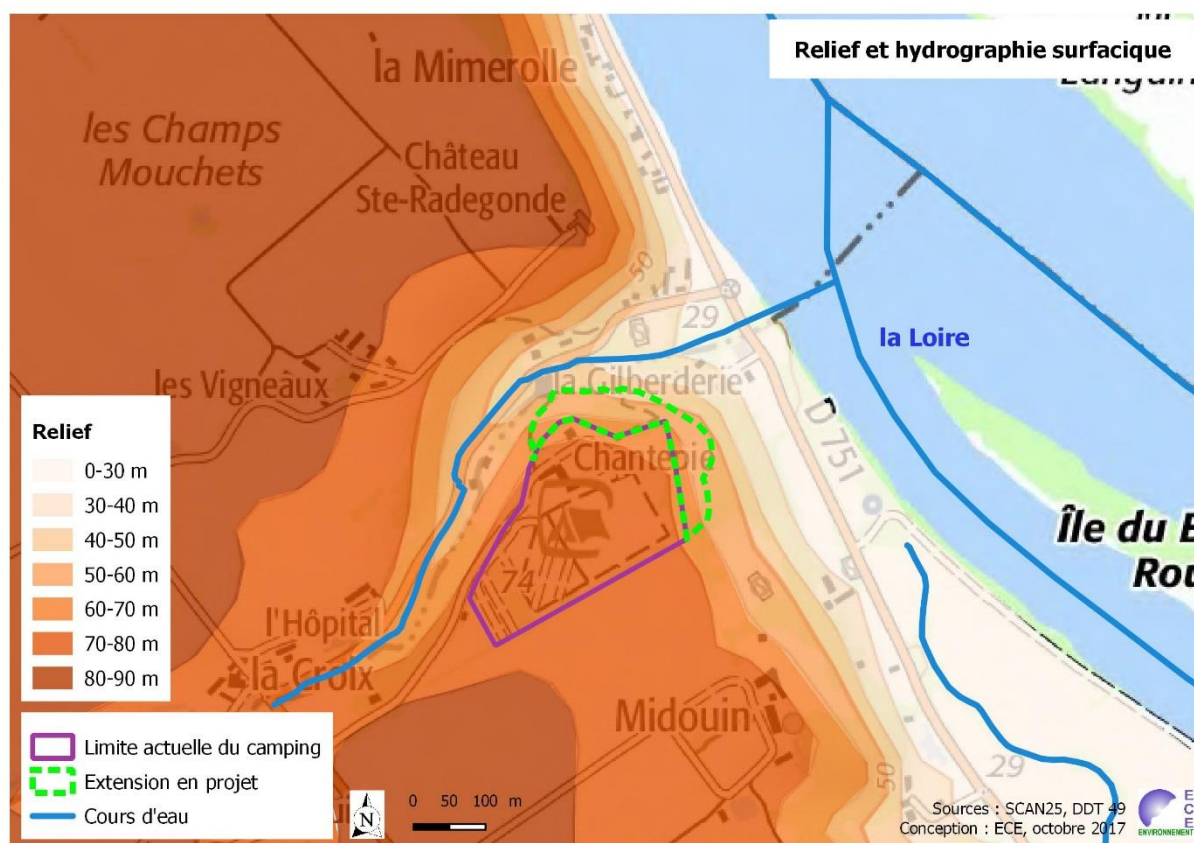 Relief et hydrographie surfacique
la Mimerolle
les Champs
Mouchets
Château
Ste-Radegonde
50
29
la Loire
les Vigneaux
la Gilherderie
D 751
Chantepie
74
Île du B
Rou
l'Hôpital
la Croix
Midouin
50
29
Relief
0-30 m
30-40 m
40-50 m
50-60 m
60-70 m
70-80 m
80-90 m
Limite actuelle du camping
Extension en projet
Cours d'eau
N
0 50 100 m
Sources : SCAN25, DDT 49
Conception : ECE, octobre 2017
E
C
E
ENVIRONNEMENT